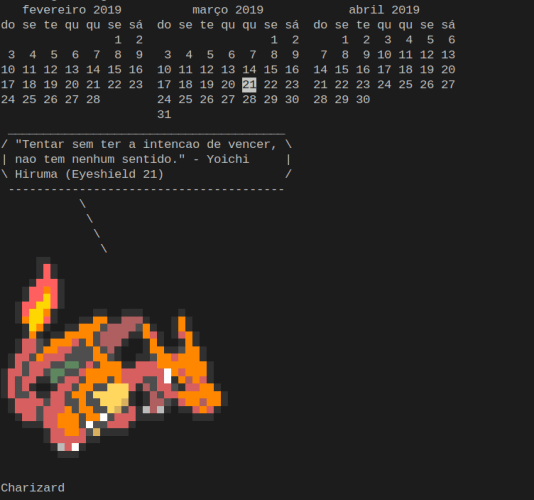 fevereiro 2019 março 2019 abril 2019
do se te qu qu se sá do se te qu qu se sá do se te qu qu se sá
1 2 1 2 1 2 3 4 5 6
3 4 5 6 7 8 9 3 4 5 6 7 8 9 7 8 9 10 11 12 13
10 11 12 13 14 15 16 10 11 12 13 14 15 16 14 15 16 17 18 19 20
17 18 19 20 21 22 23 17 18 19 20 21 22 23 21 22 23 24 25 26 27
24 25 26 27 28 24 25 26 27 28 29 30 28 29 30
31
"Tentar sem ter a intencao de vencer,
nao tem nenhum sentido." - Yoichi
Hiruma (Eyeshield 21)
Charizard